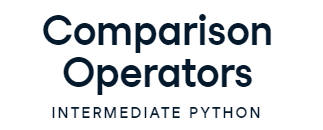 Comparison
Operators
INTERMEDIATE PYTHON